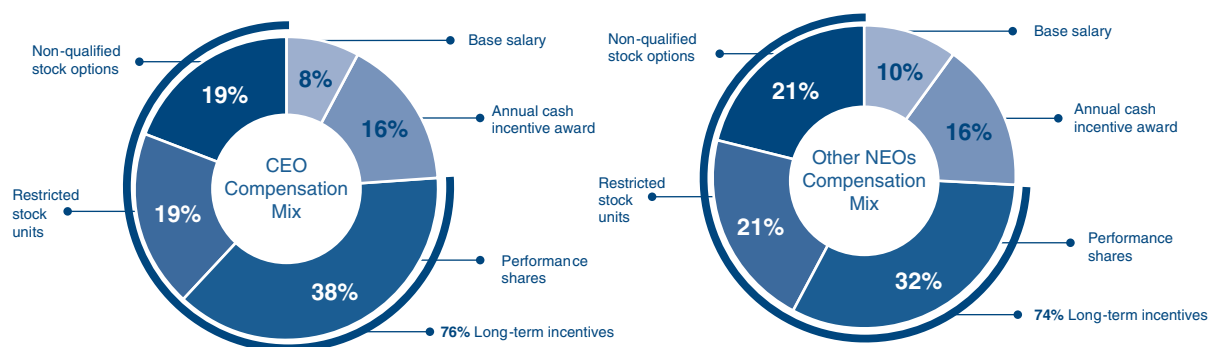 Non-qualified
stock options
Base salary
8%
19%
16%
Annual cash
incentive award
CEO
Compensation
Mix
Restricted
stock
units
19%
38%
Performance
shares
76% Long-term incentives
Non-qualified
stock options
Base salary
10%
21%
16%
Annual cash
incentive award
Other NEOs
Compensation
Mix
Restricted
stock
units
21%
32%
Performance
shares
74% Long-term incentives